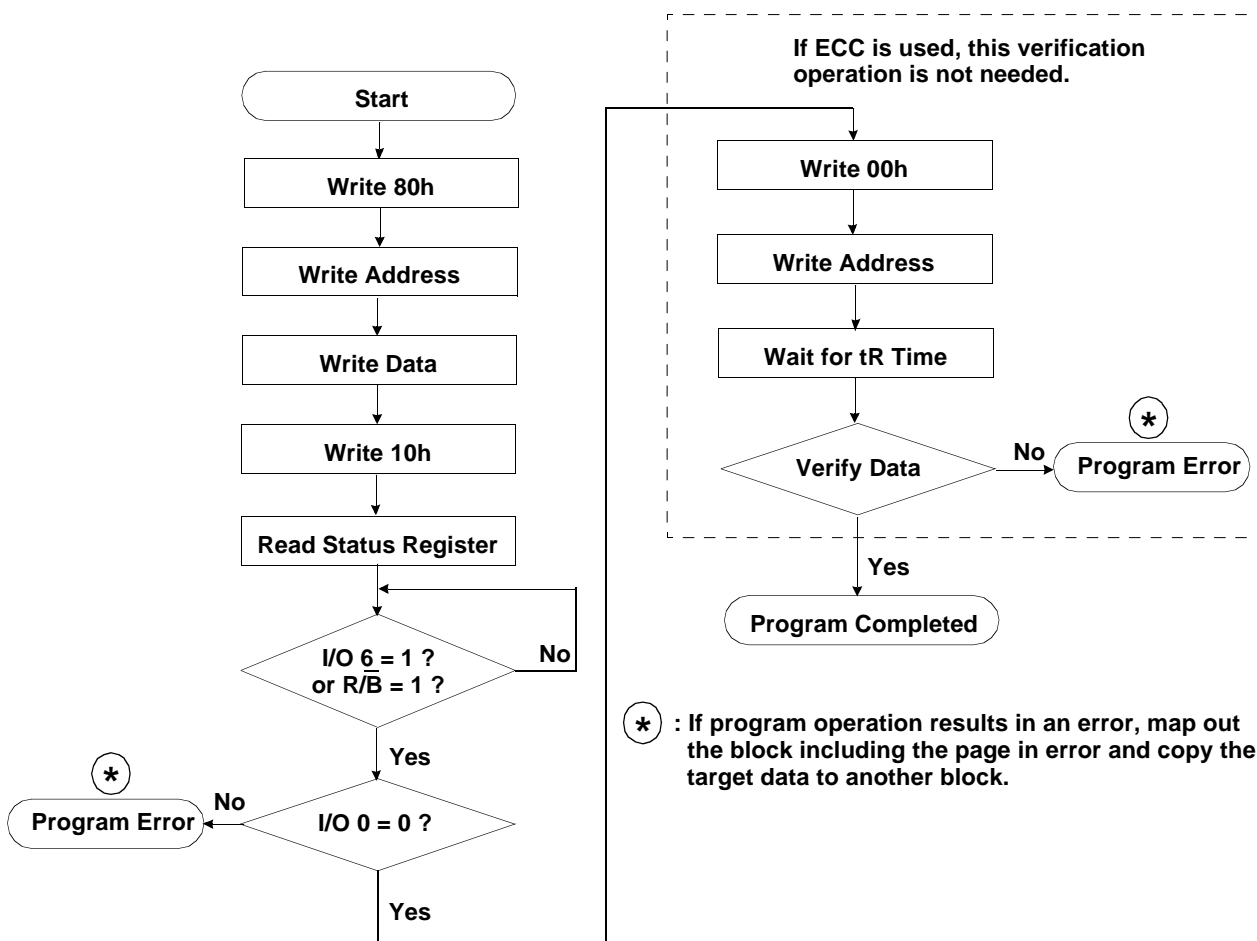 Start
Write 80h
Write Address
Write Data
Write 10h
Read Status Register
I/O 6 = 1 ?
or R/B̅ = 1 ?
No
Yes
*
No
Program Error
I/O 0 = 0 ?
Yes
If ECC is used, this verification
operation is not needed.
Write 00h
Write Address
Wait for tR Time
*
Verify Data
No
Program Error
Yes
Program Completed
* : If program operation results in an error, map out
the block including the page in error and copy the
target data to another block.